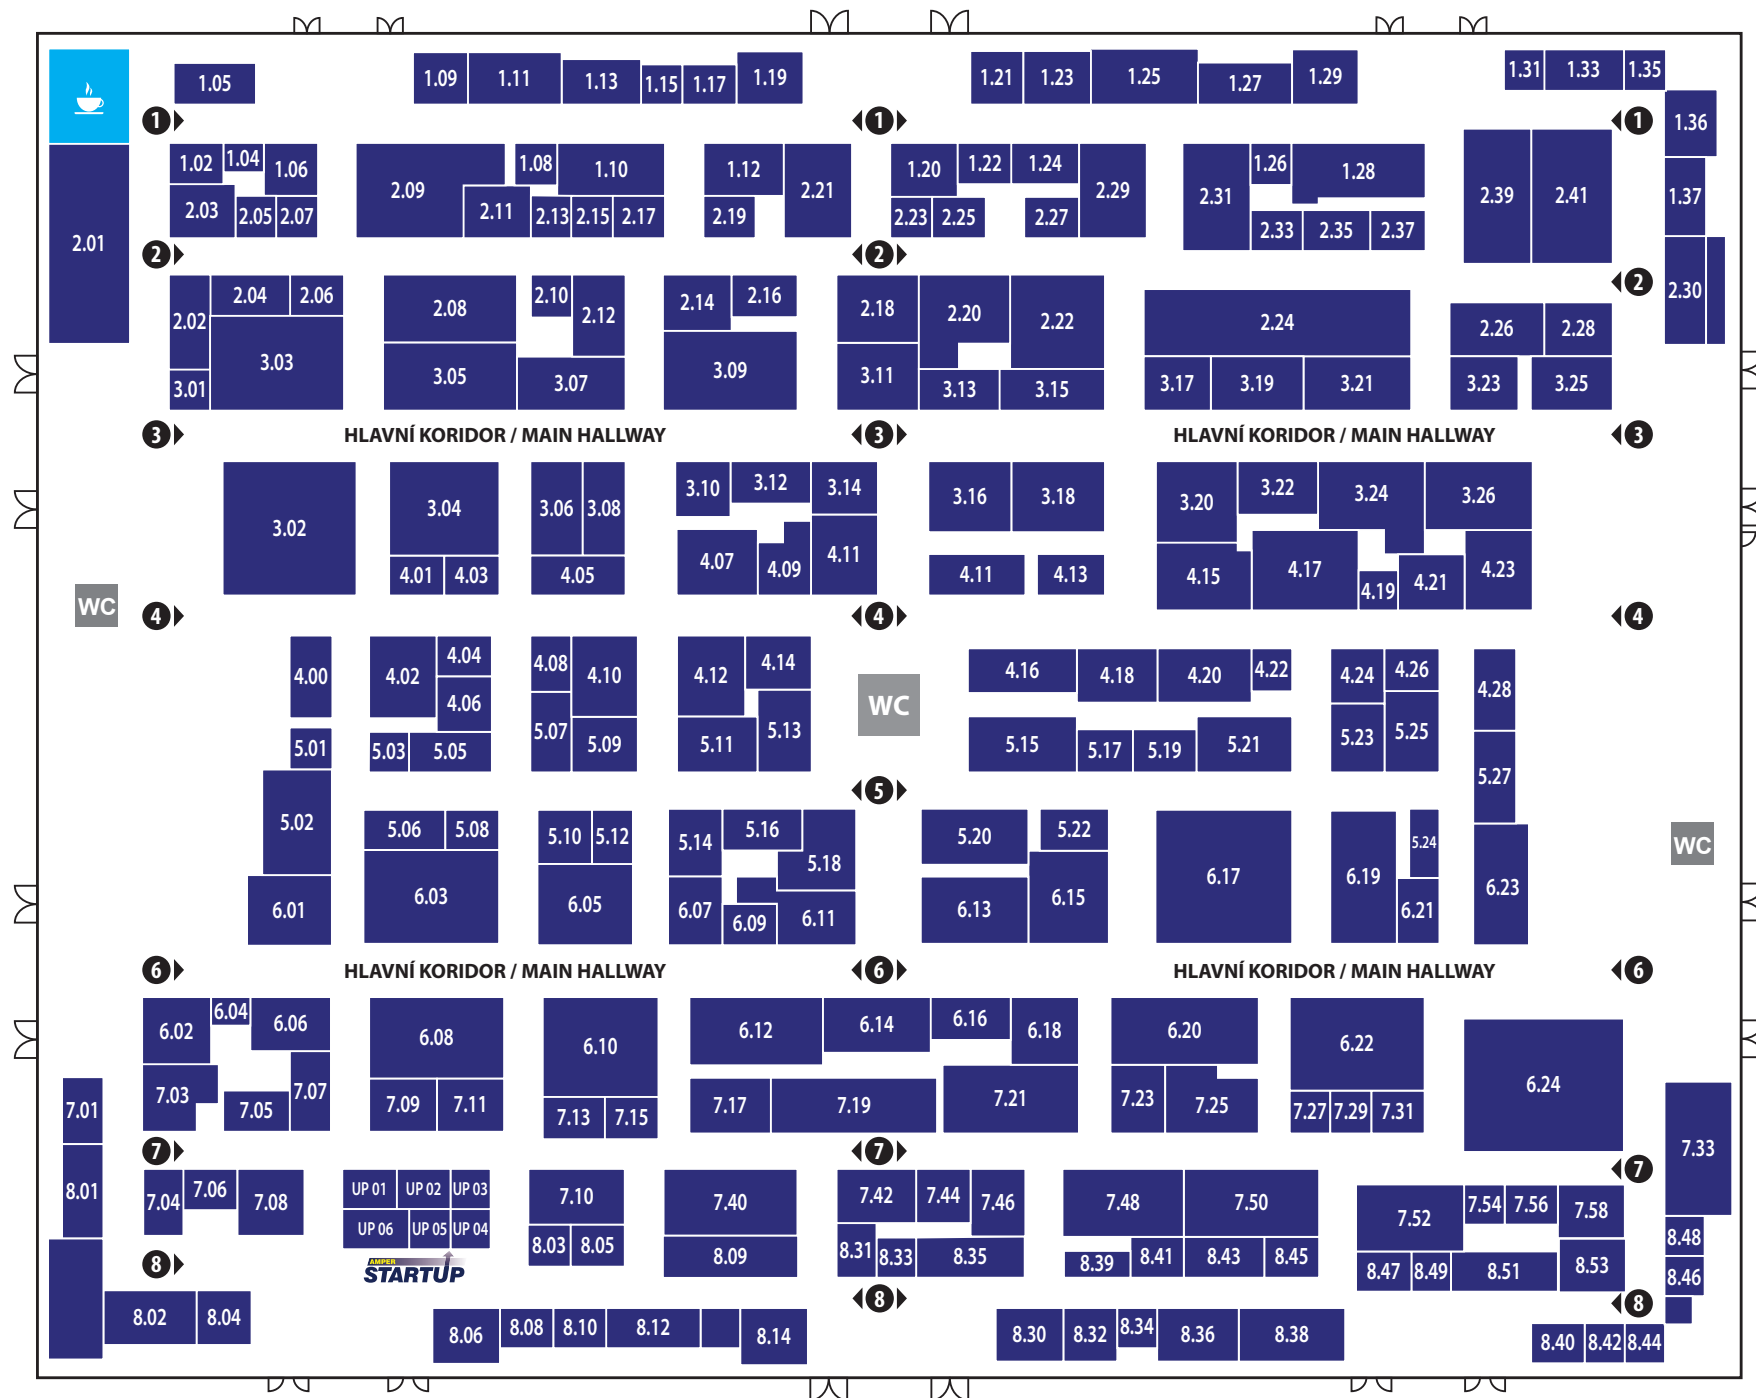 1.05 1.09 1.11 1.13 1.15 1.17 1.19 1.21 1.23 1.25 1.27 1.29 1.31 1.33 1.35
1 1 1 1.36
1.02 1.04 1.06 1.08 1.10 1.12 1.20 1.22 1.24 1.26 1.28
2.01 2.09 2.21 2.29 2.31 2.39 2.41 1.37
2.03 2.05 2.07 2.11 2.13 2.15 2.17 2.19 2.23 2.25 2.27 2.33 2.35 2.37
2 2 2
2.02 2.04 2.06 2.08 2.10 2.12 2.14 2.16 2.18 2.20 2.22 2.24 2.26 2.28 2.30
3.01 3.03 3.05 3.07 3.09 3.11 3.13 3.15 3.17 3.19 3.21 3.23 3.25
3 HLAVNÍ KORIDOR / MAIN HALLWAY 3 HLAVNÍ KORIDOR / MAIN HALLWAY 3
3.02 3.04 3.06 3.08 3.10 3.12 3.14 3.16 3.18 3.20 3.22 3.24 3.26
4.01 4.03 4.05 4.07 4.09 4.11 4.11 4.13 4.15 4.17 4.19 4.21 4.23
WC
4 4 4
4.00 4.02 4.04 4.06 4.08 4.10 4.12 4.14 4.16 4.18 4.20 4.22 4.24 4.26 4.28
WC
5.01 5.03 5.05 5.07 5.09 5.11 5.13 5.15 5.17 5.19 5.21 5.23 5.25 5.27
5
5.02 5.06 5.08 5.10 5.12 5.14 5.16 5.18 5.20 5.22 5.24
WC
6.01 6.03 6.05 6.07 6.09 6.11 6.13 6.15 6.17 6.19 6.21 6.23
6 HLAVNÍ KORIDOR / MAIN HALLWAY 6 HLAVNÍ KORIDOR / MAIN HALLWAY 6
6.02 6.04 6.06 6.08 6.10 6.12 6.14 6.16 6.18 6.20 6.22 6.24
7.01 7.03 7.05 7.07 7.09 7.11 7.13 7.15 7.17 7.19 7.21 7.23 7.25 7.27 7.29 7.31 7.33
7 7 7
7.04 7.06 7.08 UP 01 UP 02 UP 03 7.10 7.40 7.42 7.44 7.46 7.48 7.50 7.52 7.54 7.56 7.58
8.01 UP 06 UP 05 UP 04 8.03 8.05 8.09 8.31 8.33 8.35 8.39 8.41 8.43 8.45 8.47 8.49 8.51 8.53 8.48
AMPER
STARTUP
8.46
8 8 8
8.02 8.04 8.06 8.08 8.10 8.12 8.14 8.30 8.32 8.34 8.36 8.38 8.40 8.42 8.44